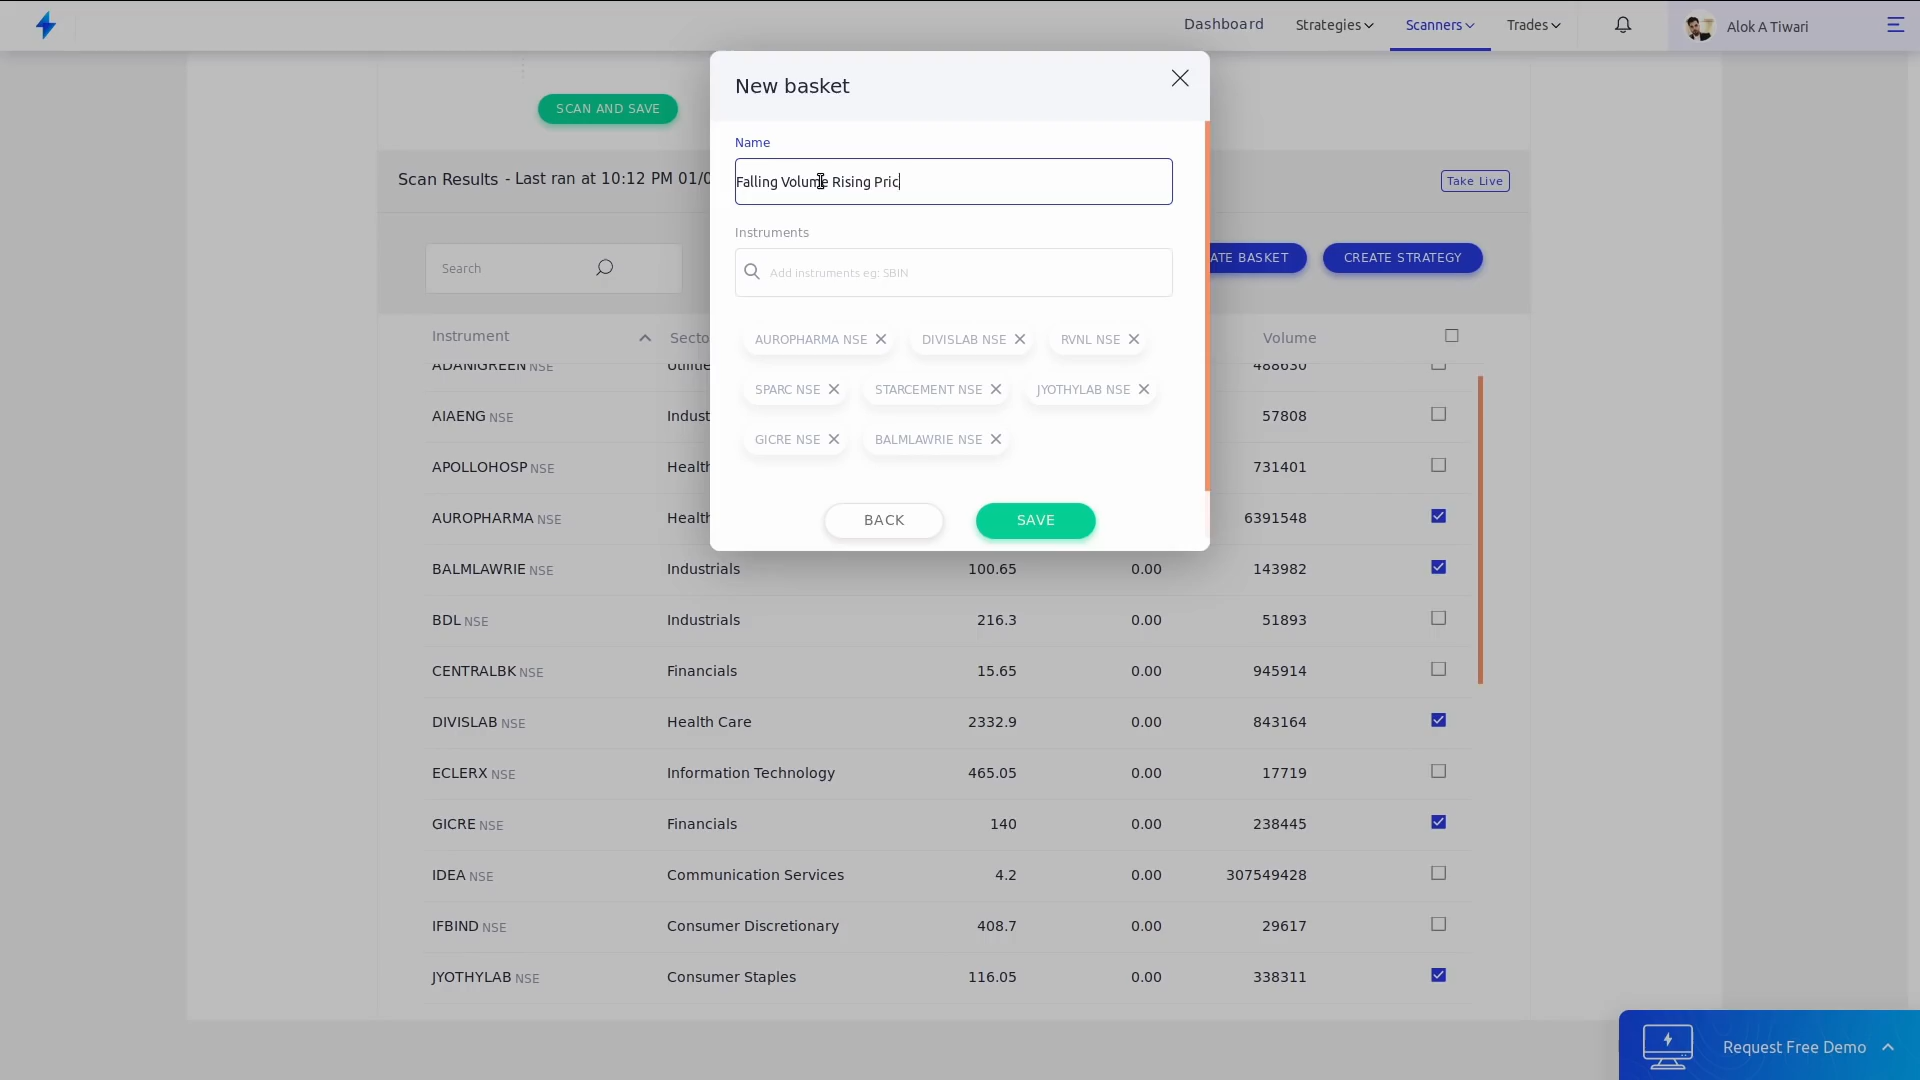 Dashboard Strategies Scanners Trades Alok A Tiwari
New basket
SCAN AND SAVE
Name
Falling Volume Rising Pric
Scan Results - Last ran at 10:12 PM 01/0
Take Live
Instruments
Search
Add instruments eg: SBIN
ATE BASKET CREATE STRATEGY
AUROPHARMA NSE DIVISLAB NSE RVNL NSE
SPARC NSE STARCEMENT NSE JYOTHYLAB NSE
GICRE NSE BALMLAWRIE NSE
BACK SAVE
Instrument Secto Volume
ADANIGREEN NSE Utilitie 488630
AIAENG NSE Indust 57808
APOLLOHOSP NSE Health 731401
AUROPHARMA NSE Health 6391548
BALMLAWRIE NSE Industrials 100.65 0.00 143982
BDL NSE Industrials 216.3 0.00 51893
CENTRALBK NSE Financials 15.65 0.00 945914
DIVISLAB NSE Health Care 2332.9 0.00 843164
ECLERX NSE Information Technology 465.05 0.00 17719
GICRE NSE Financials 140 0.00 238445
IDEA NSE Communication Services 4.2 0.00 307549428
IFBIND NSE Consumer Discretionary 408.7 0.00 29617
JYOTHYLAB NSE Consumer Staples 116.05 0.00 338311
Request Free Demo